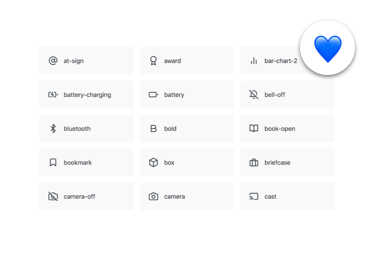 at-sign
award
bar-chart-2
battery-charging
battery
bell-off
bluetooth
bold
book-open
bookmark
box
briefcase
camera-off
camera
cast